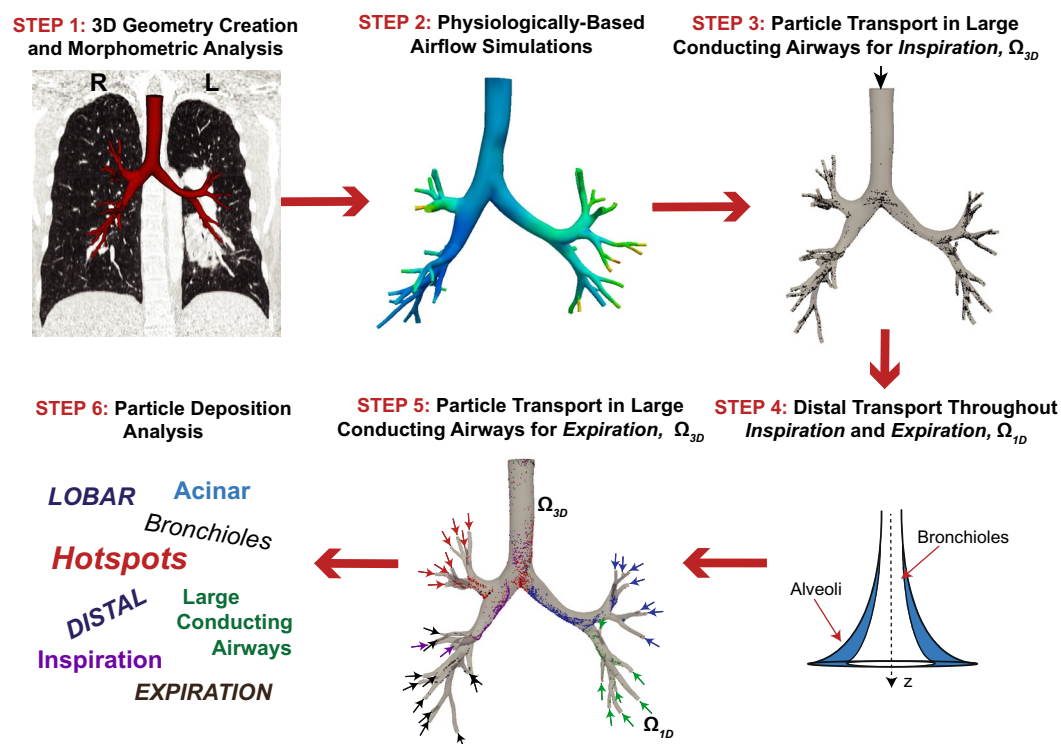 STEP 1: 3D Geometry Creation
and Morphometric Analysis
R
L
STEP 2: Physiologically-Based
Airflow Simulations
STEP 3: Particle Transport in Large
Conducting Airways for Inspiration, Ω3D
STEP 4: Distal Transport Throughout
Inspiration and Expiration, Ω1D
Bronchioles
Alveoli
z
STEP 5: Particle Transport in Large
Conducting Airways for Expiration, Ω3D
Ω3D
Ω1D
STEP 6: Particle Deposition
Analysis
LOBAR
Acinar
Bronchioles
Hotspots
DISTAL
Large
Conducting
Airways
Inspiration
EXPIRATION